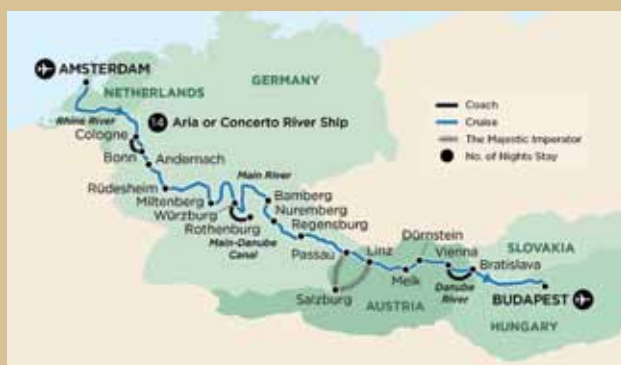 AMSTERDAM
NETHERLANDS
GERMANY
Rhine River
Cologne
14 Aria or Concerto River Ship
Bonn
Andernach
Coach
Cruise
The Majestic Imperator
No. of Nights Stay
Rüdesheim
Main River
Miltenberg
Bamberg
Würzburg
Nuremberg
Rothenburg
Regensburg
Main-Danube
Canal
Passau
Linz
Dürnstein
Vienna
SLOVAKIA
Melk
Bratislava
Danube
River
Salzburg
AUSTRIA
BUDAPEST
HUNGARY